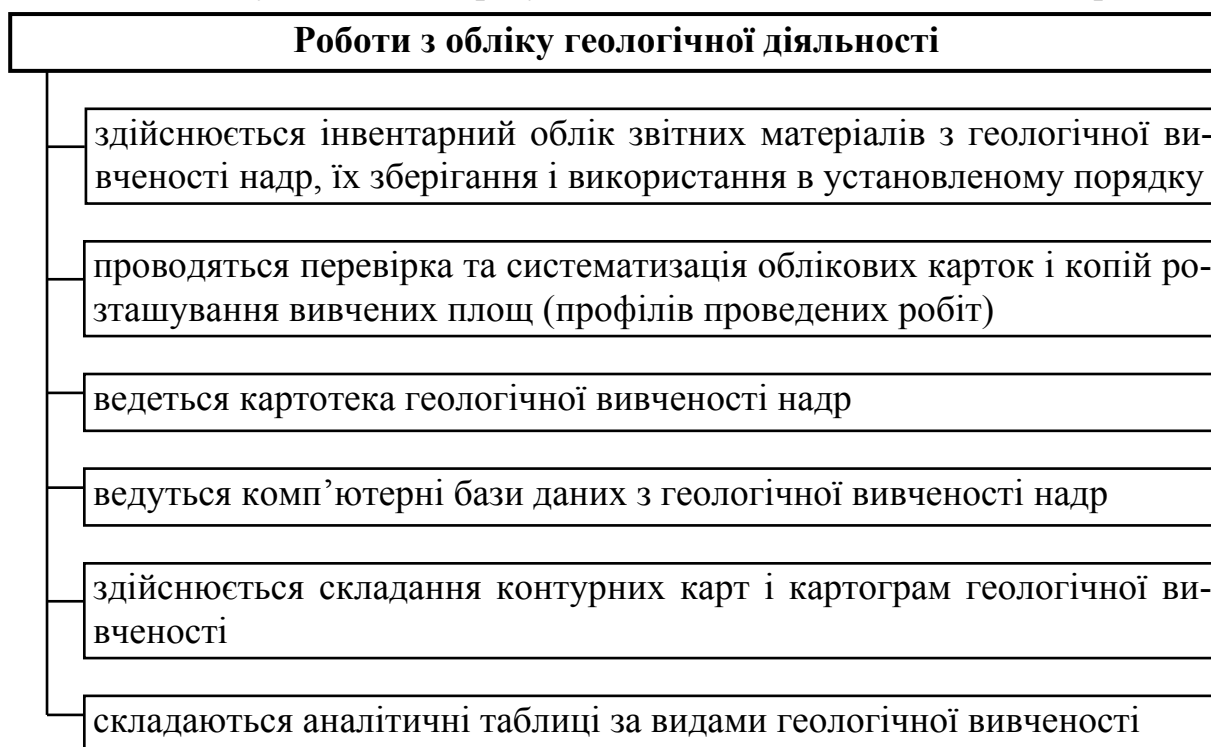 Роботи з обліку геологічної діяльності
здійснюється інвентарний облік звітних матеріалів з геологічної ви-
вченості надр, їх зберігання і використання в установленому порядку
проводяться перевірка та систематизація облікових карток і копій ро-
зташування вивчених площ (профілів проведених робіт)
ведеться картотека геологічної вивченості надр
ведуться комп’ютерні бази даних з геологічної вивченості надр
здійснюється складання контурних карт і картограм геологічної ви-
вченості
складаються аналітичні таблиці за видами геологічної вивченості